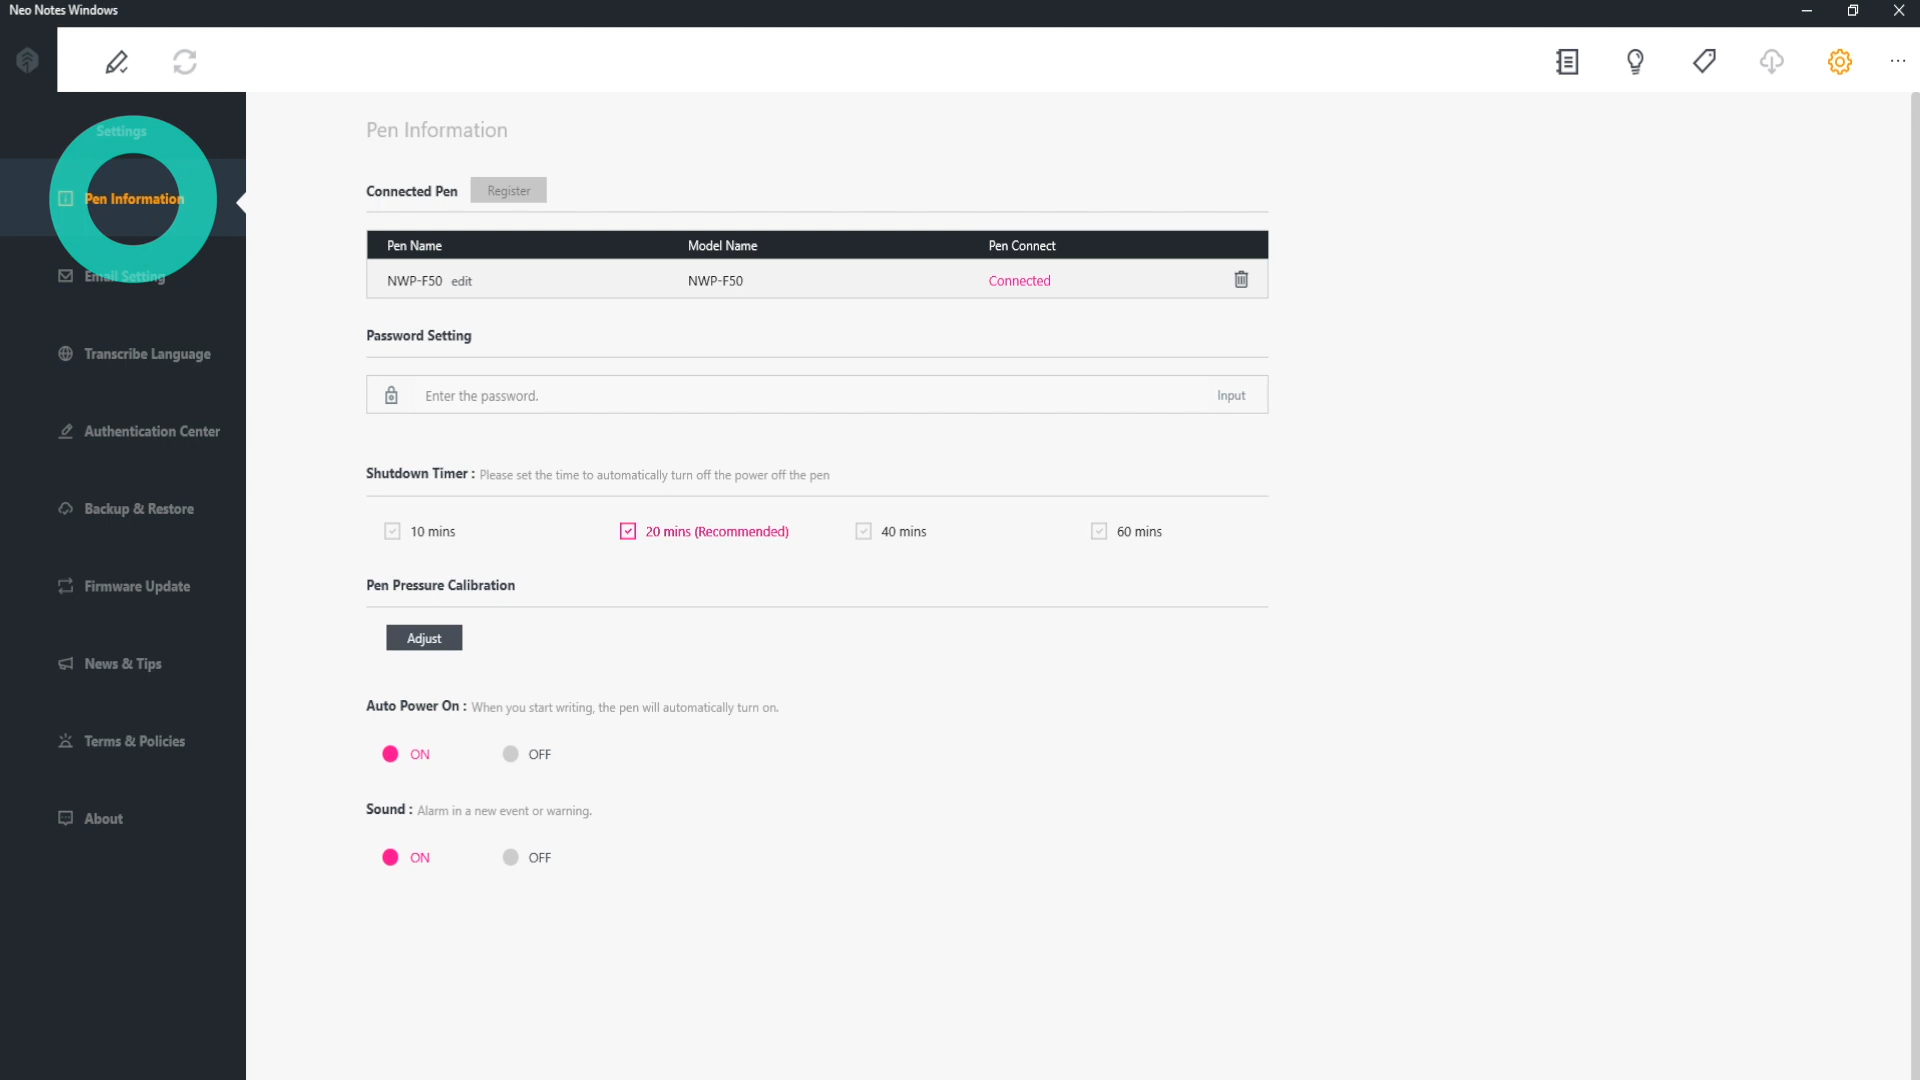 Neo Notes Windows
Settings
Pen Information
Email Setting
Transcribe Language
Authentication Center
Backup & Restore
Firmware Update
News & Tips
Terms & Policies
About
Pen Information
Connected Pen Register
Pen Name Model Name Pen Connect
NWP-F50 edit NWP-F50 Connected
Password Setting
Enter the password. Input
Shutdown Timer : Please set the time to automatically turn off the power off the pen
10 mins 20 mins (Recommended) 40 mins 60 mins
Pen Pressure Calibration
Adjust
Auto Power On : When you start writing, the pen will automatically turn on.
ON OFF
Sound : Alarm in a new event or warning.
ON OFF